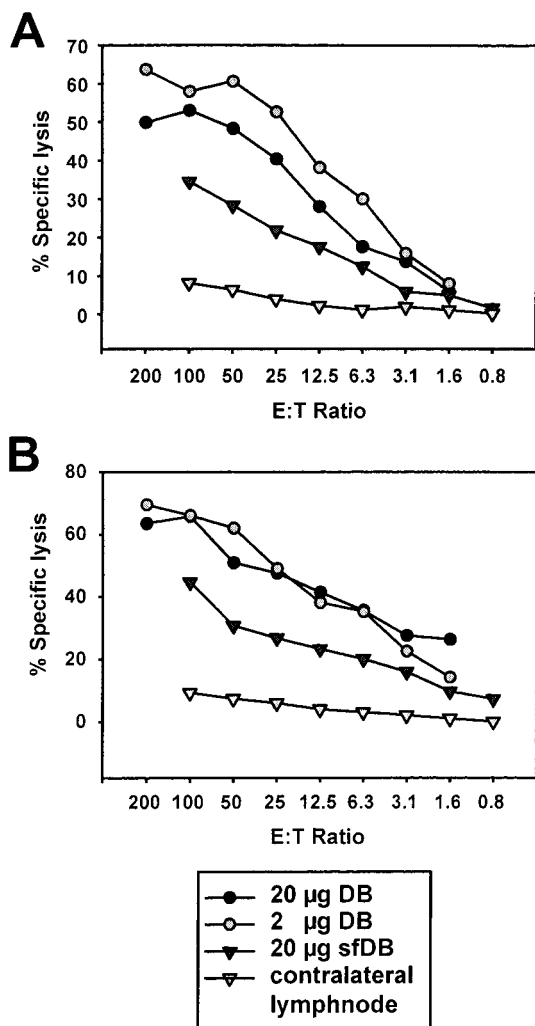 A
70
60
50
40
30
20
10
0
% Specific lysis
200 100 50 25 12.5 6.3 3.1 1.6 0.8
E:T Ratio
B
80
60
40
20
0
% Specific lysis
200 100 50 25 12.5 6.3 3.1 1.6 0.8
E:T Ratio
20 µg DB
2 µg DB
20 µg sfDB
contralateral
lymphnode